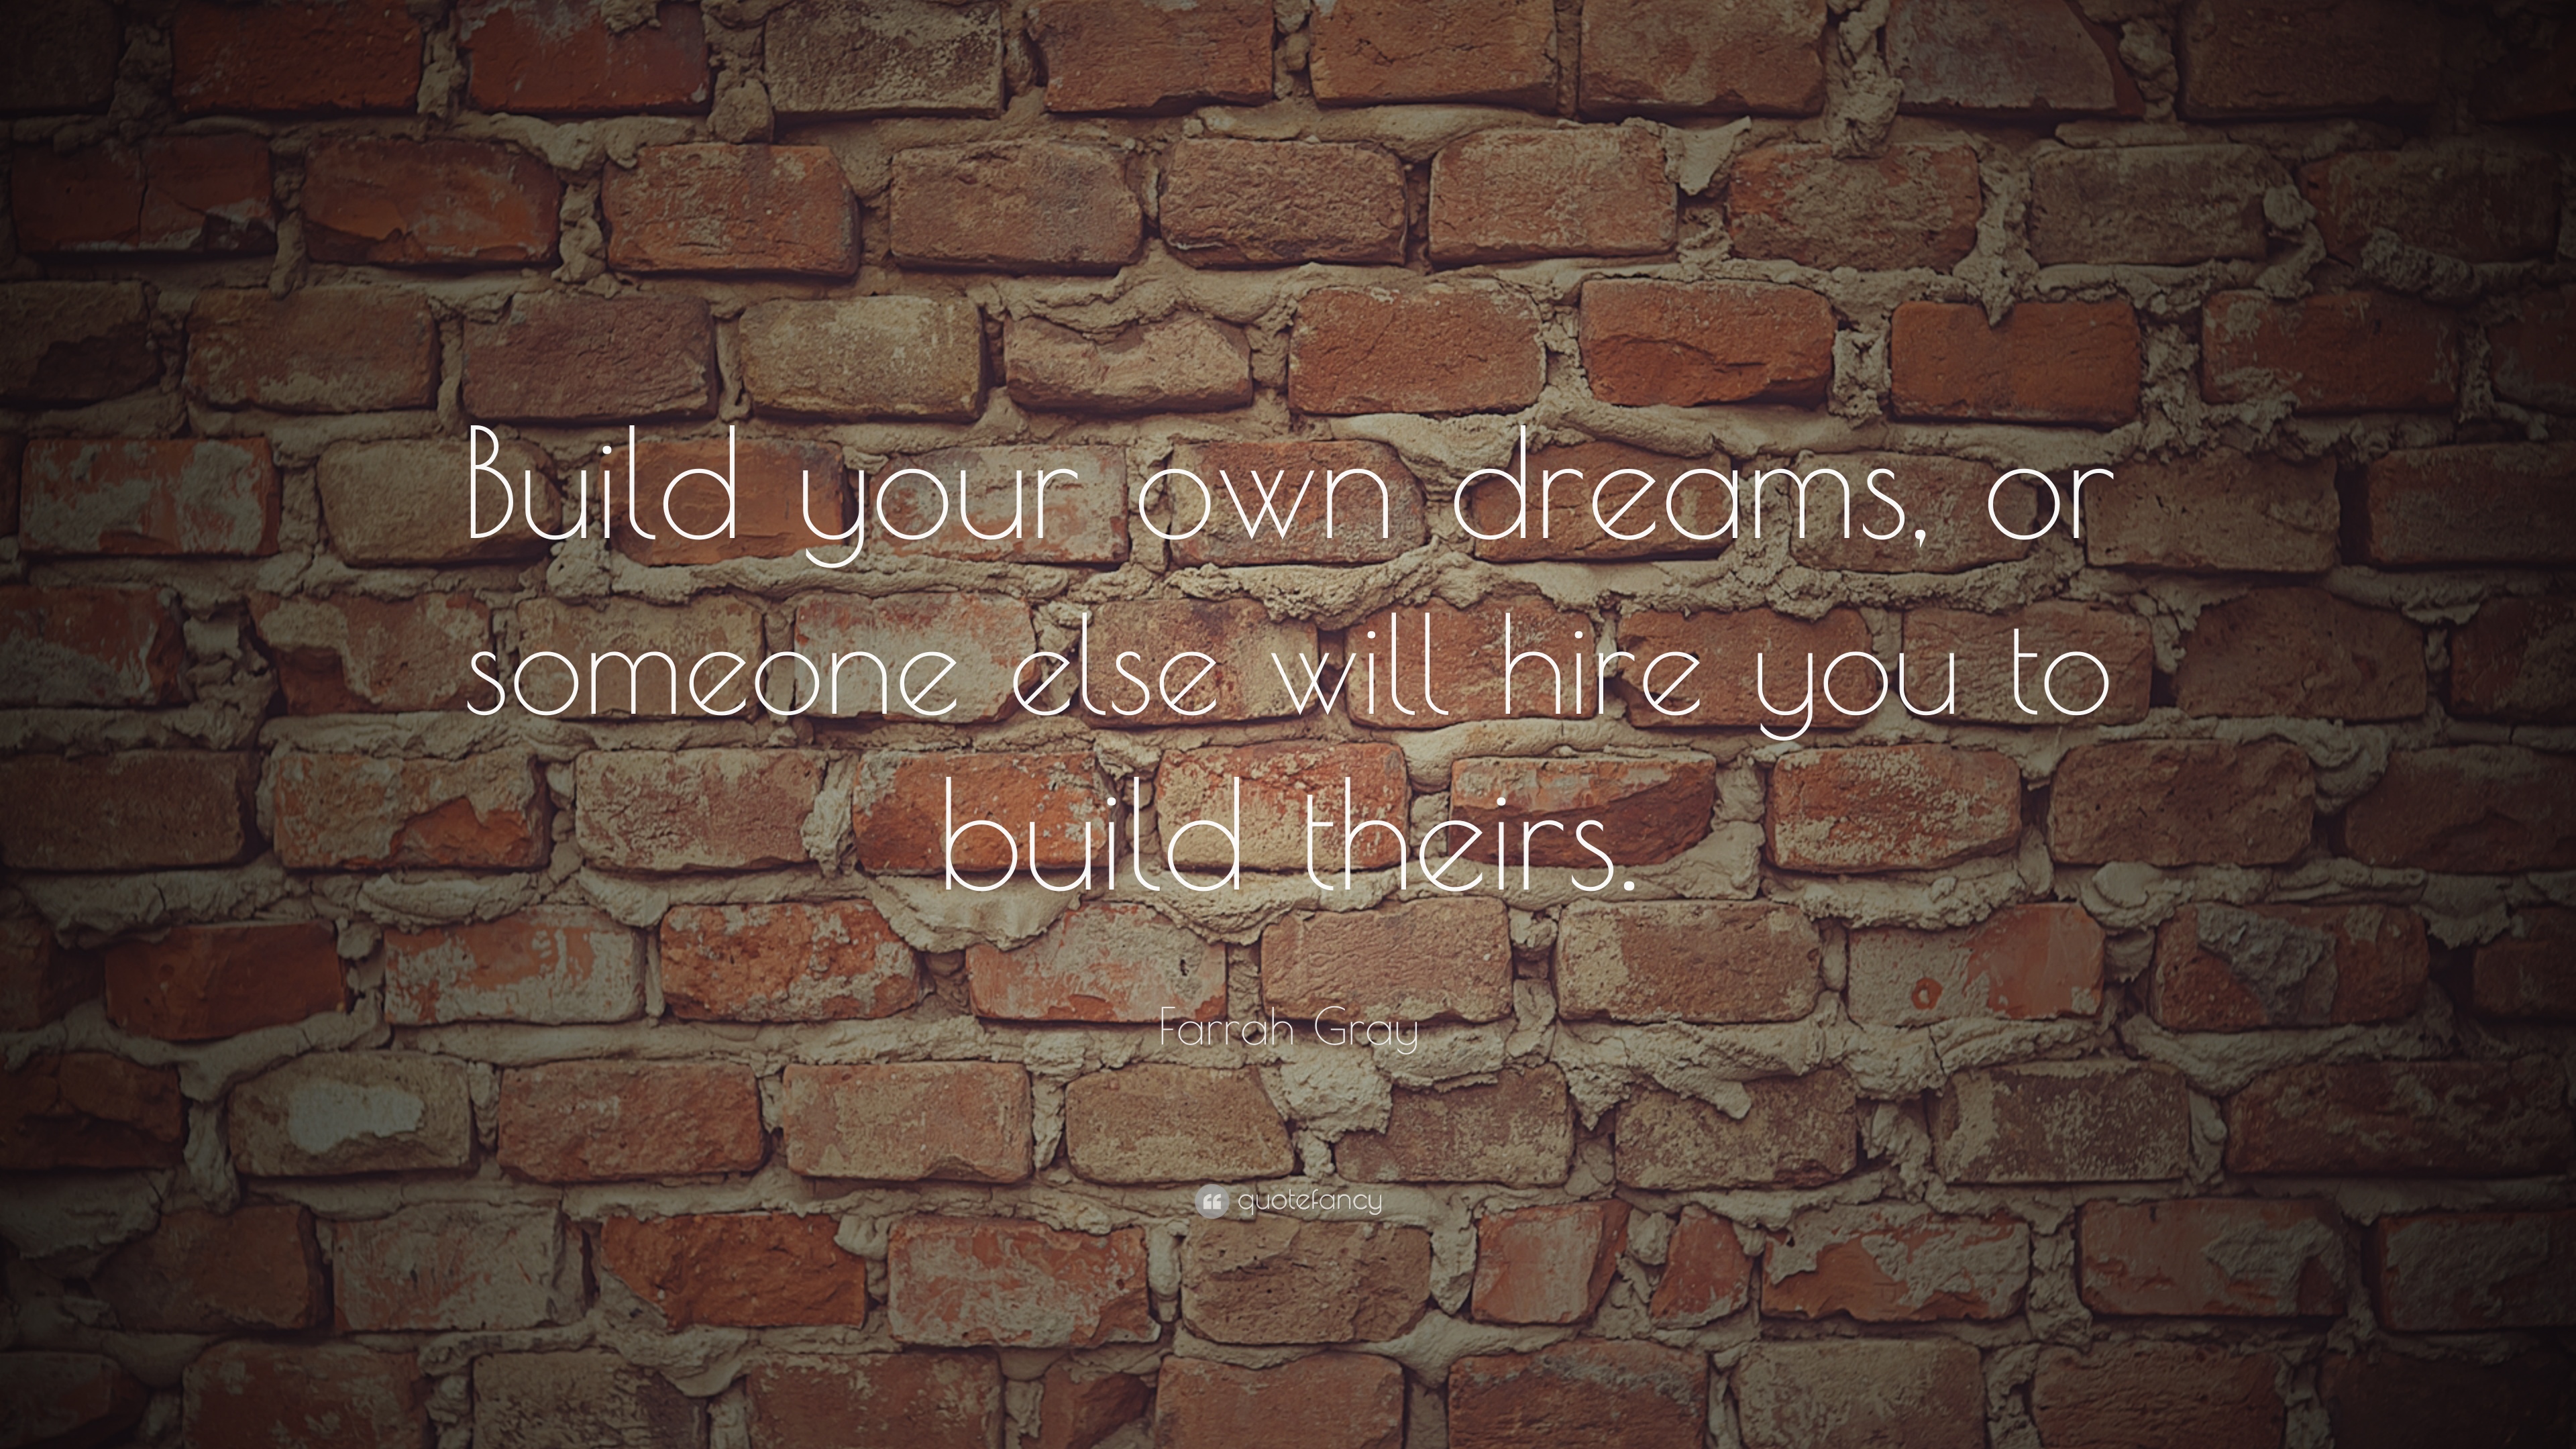 Build your own dreams, or
someone else will hire you to
build theirs.
Farrah Gray
quotefancy